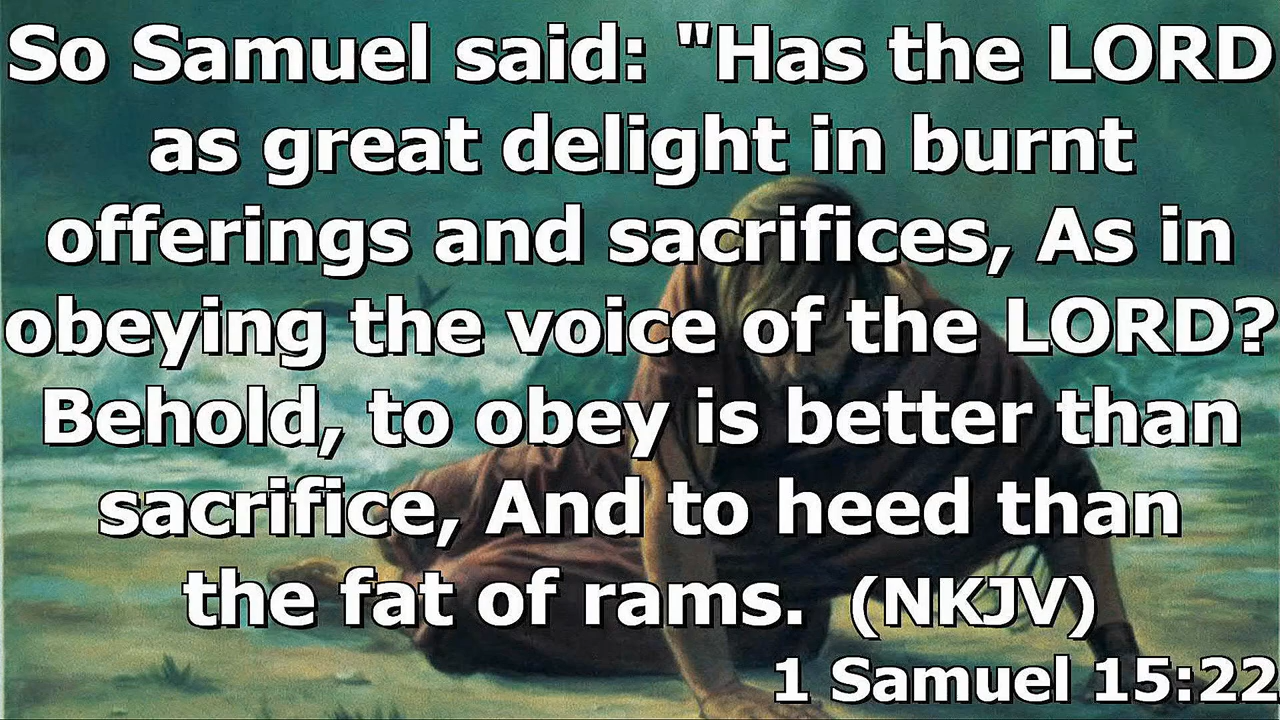 So Samuel said: "Has the LORD
as great delight in burnt
offerings and sacrifices, As in
obeying the voice of the LORD?
Behold, to obey is better than
sacrifice, And to heed than
the fat of rams. (NKJV)
1 Samuel 15:22